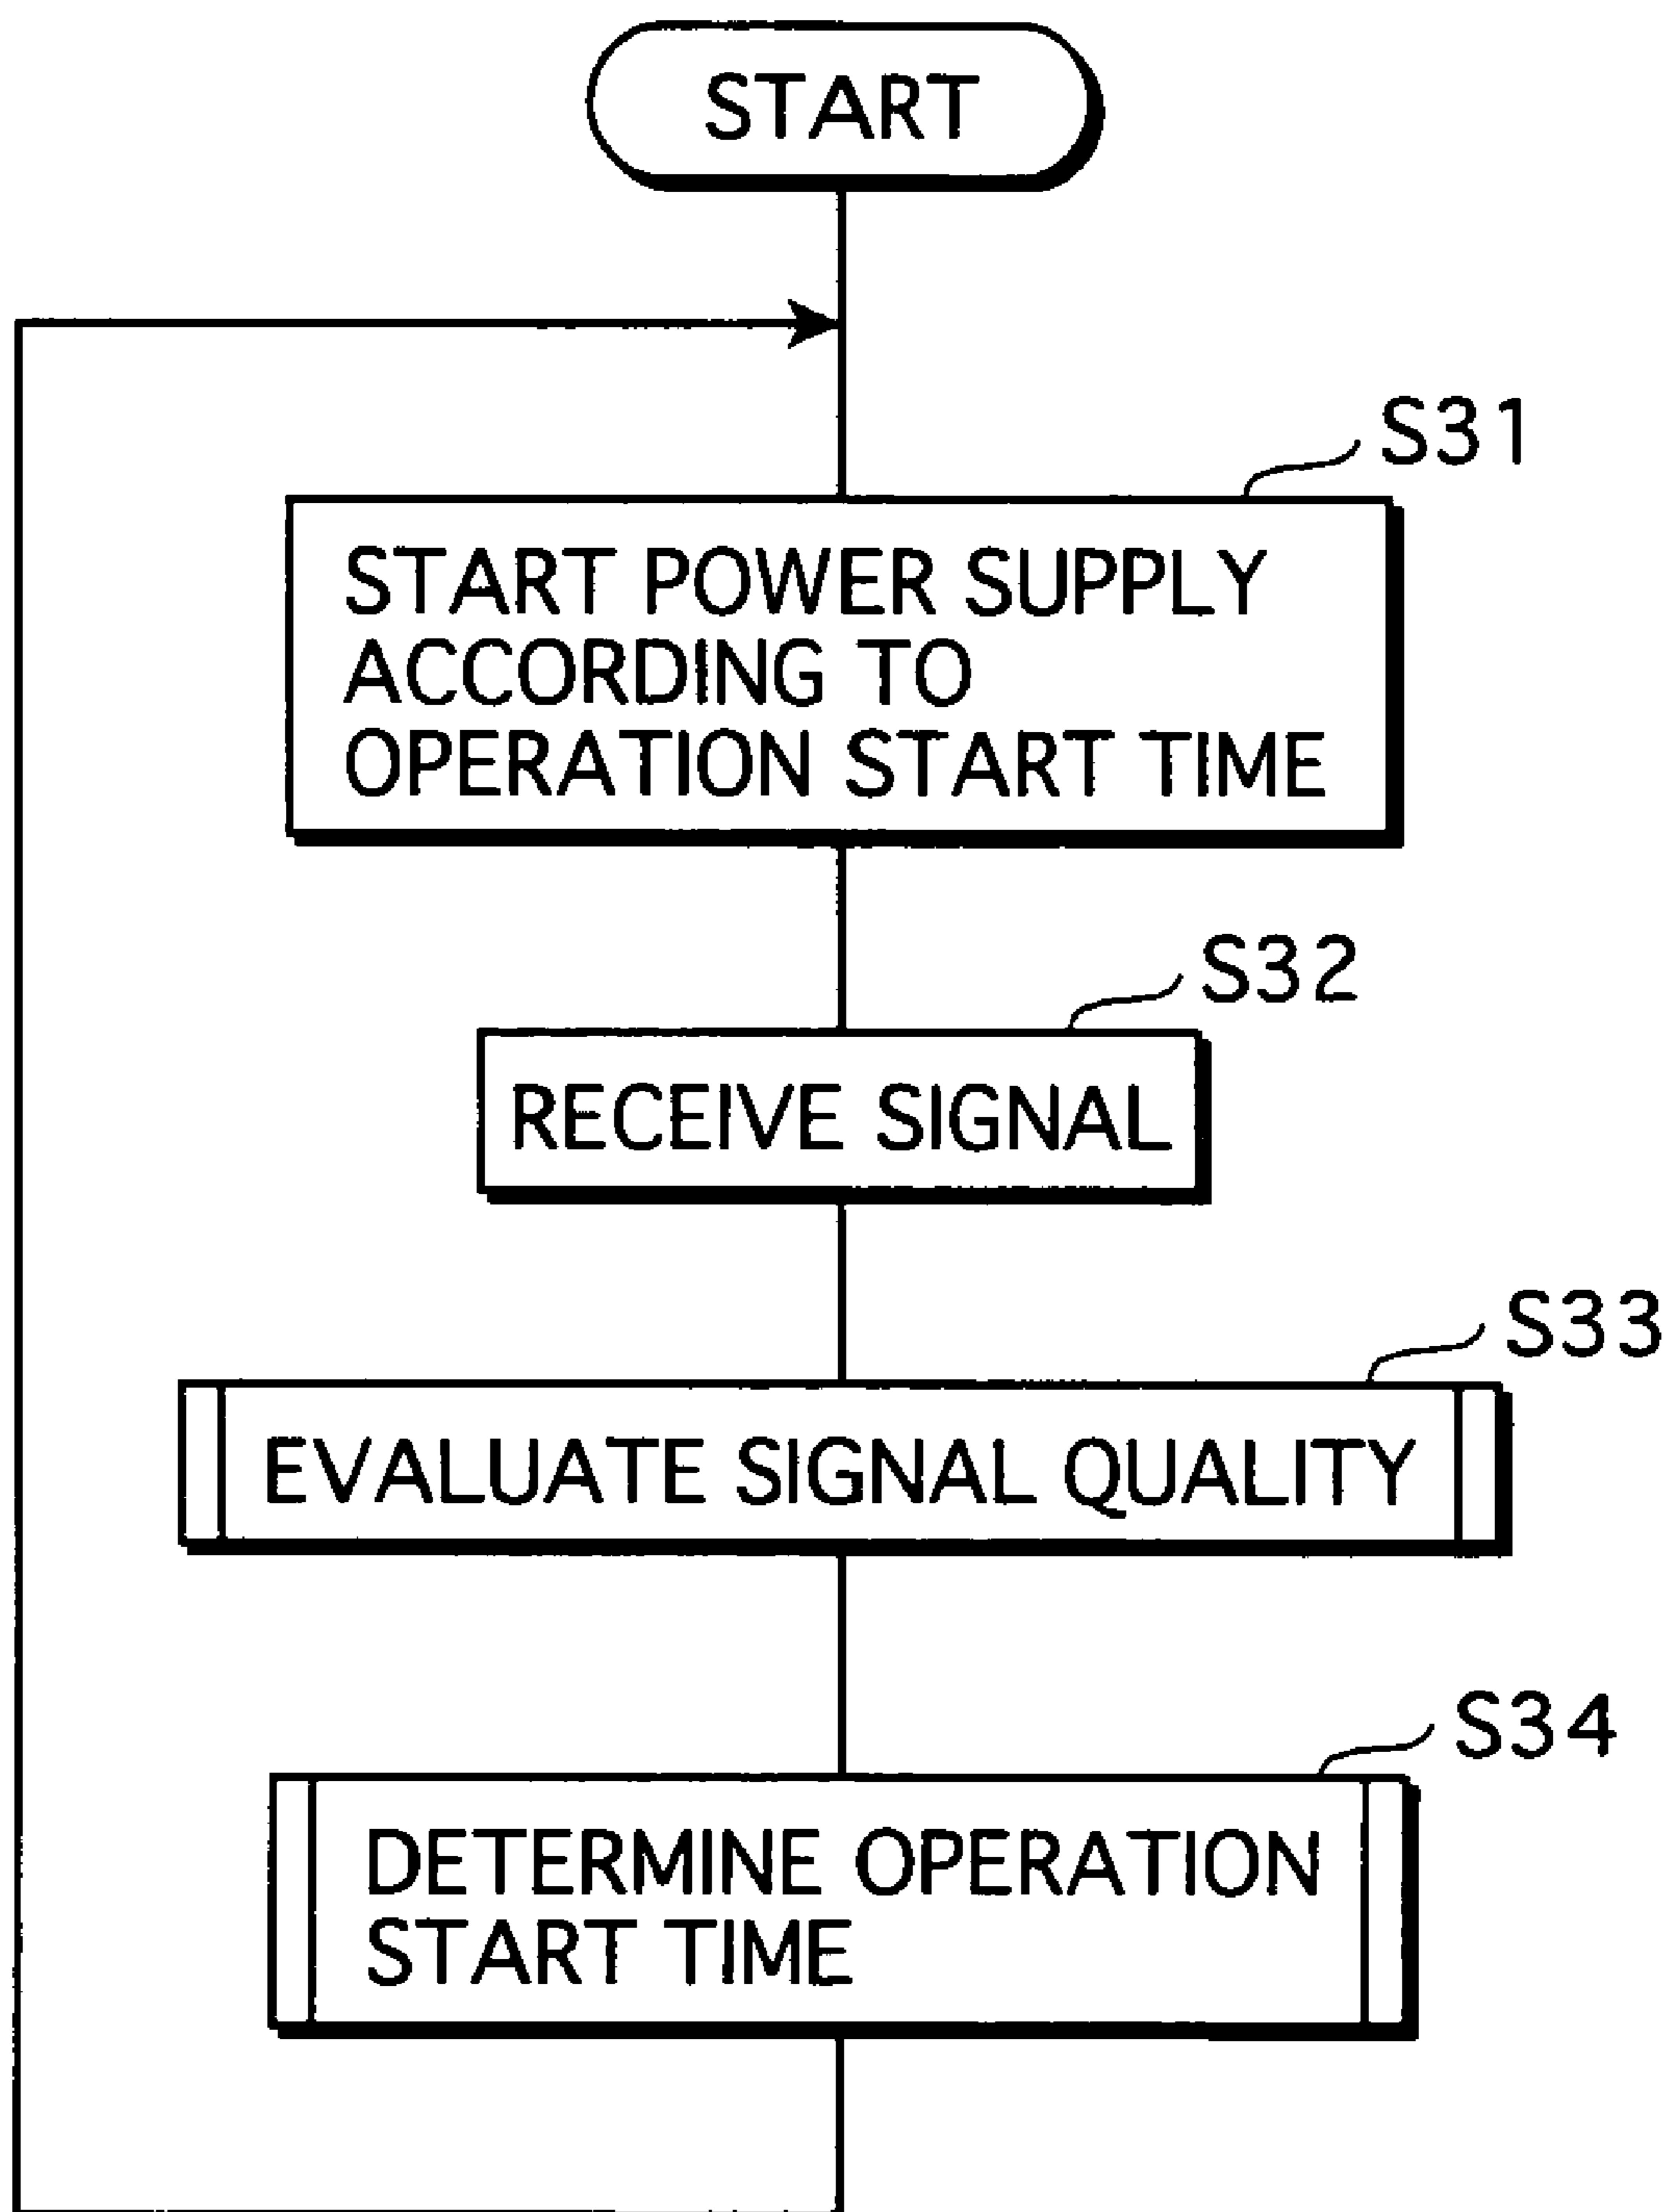 START
S31
START POWER SUPPLY
ACCORDING TO
OPERATION START TIME
S32
RECEIVE SIGNAL
S33
EVALUATE SIGNAL QUALITY
S34
DETERMINE OPERATION
START TIME